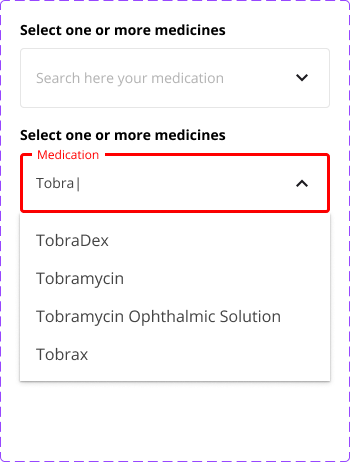 Select one or more medicines
Search here your medication
Select one or more medicines
Medication
Tobra|
TobraDex
Tobramycin
Tobramycin Ophthalmic Solution
Tobrax